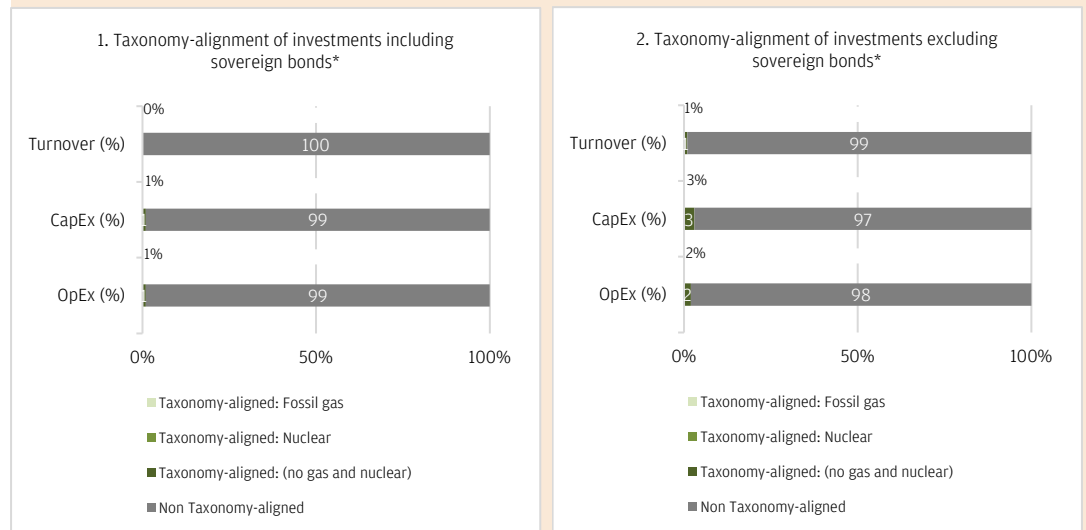 1. Taxonomy-alignment of investments including
sovereign bonds*
0%
Turnover (%)
100
1%
CapEx (%)
1
99
1%
OpEx (%)
1
99
0%
50%
100%
Taxonomy-aligned: Fossil gas
Taxonomy-aligned: Nuclear
Taxonomy-aligned: (no gas and nuclear)
Non Taxonomy-aligned
2. Taxonomy-alignment of investments excluding
sovereign bonds*
1%
Turnover (%)
1
99
3%
CapEx (%)
3
97
2%
OpEx (%)
2
98
0%
50%
100%
Taxonomy-aligned: Fossil gas
Taxonomy-aligned: Nuclear
Taxonomy-aligned: (no gas and nuclear)
Non Taxonomy-aligned